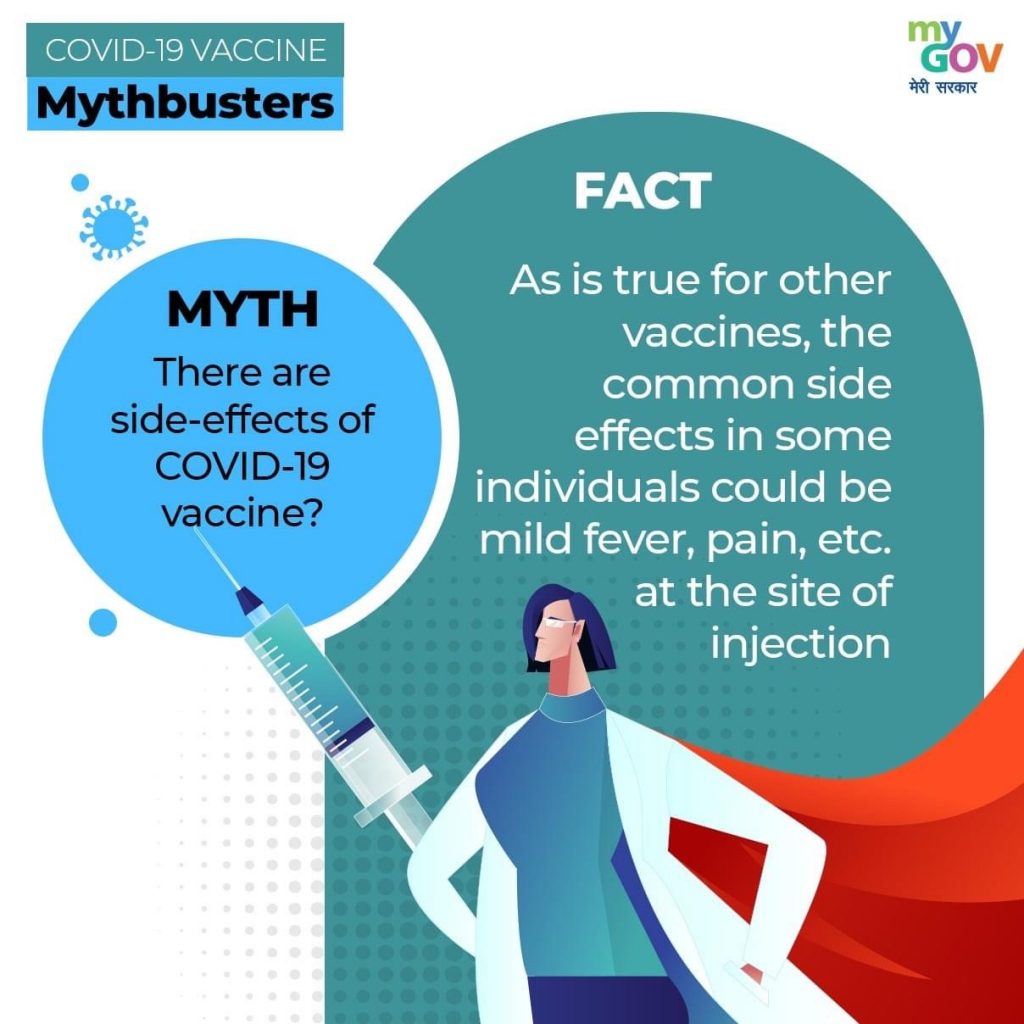 COVID-19 VACCINE
Mythbusters
my
GOV
मेरी सरकार
MYTH
There are
side-effects of
COVID-19
vaccine?
FACT
As is true for other
vaccines, the
common side
effects in some
individuals could be
mild fever, pain, etc.
at the site of
injection